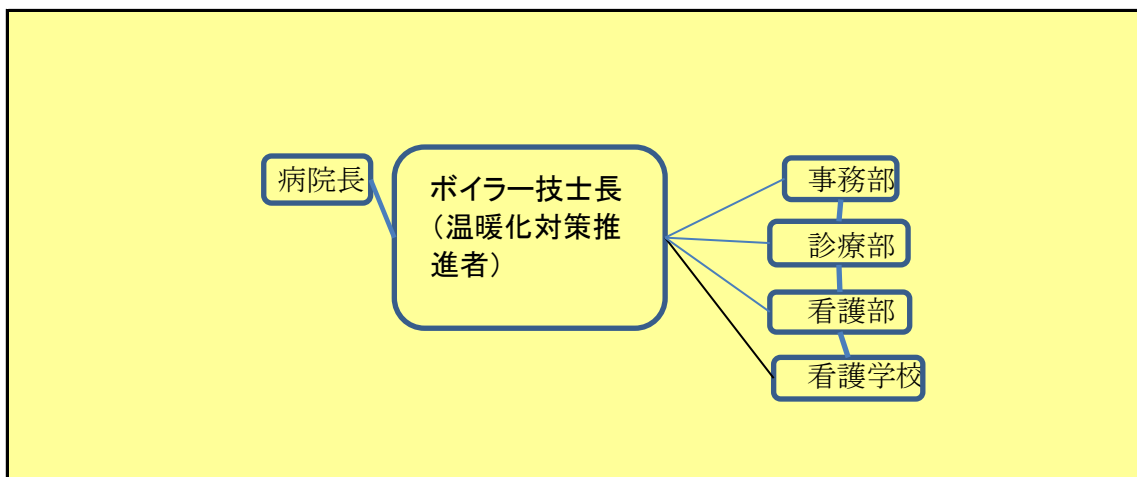 病院長
ボイラー技士長
（温暖化対策推
進者）
事務部
診療部
看護部
看護学校